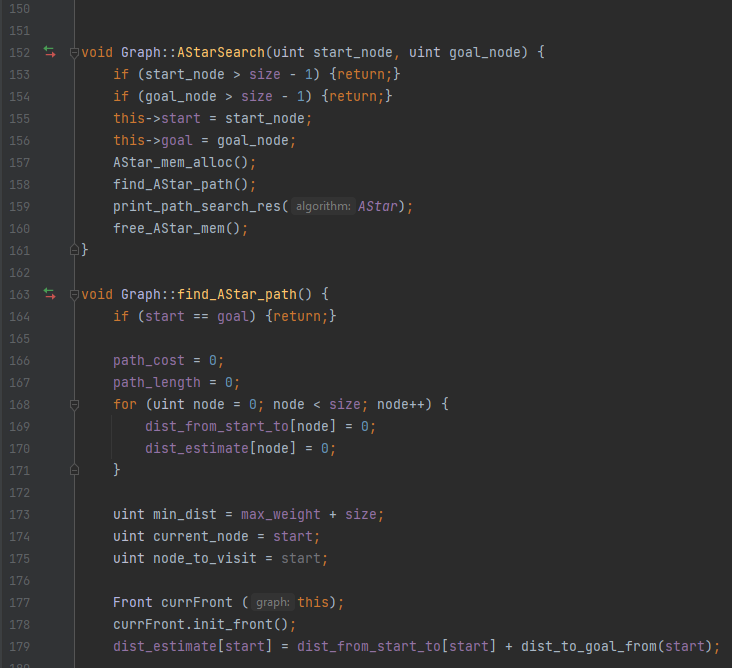 150
151
152 void Graph::AStarSearch(uint start_node, uint goal_node) {
153     if (start_node > size - 1) {return;}
154     if (goal_node > size - 1) {return;}
155     this->start = start_node;
156     this->goal = goal_node;
157     AStar_mem_alloc();
158     find_AStar_path();
159     print_path_search_res( algorithm: AStar);
160     free_AStar_mem();
161 }
162
163 void Graph::find_AStar_path() {
164     if (start == goal) {return;}
165
166     path_cost = 0;
167     path_length = 0;
168     for (uint node = 0; node < size; node++) {
169         dist_from_start_to[node] = 0;
170         dist_estimate[node] = 0;
171     }
172
173     uint min_dist = max_weight + size;
174     uint current_node = start;
175     uint node_to_visit = start;
176
177     Front currFront ( graph: this);
178     currFront.init_front();
179     dist_estimate[start] = dist_from_start_to[start] + dist_to_goal_from(start);